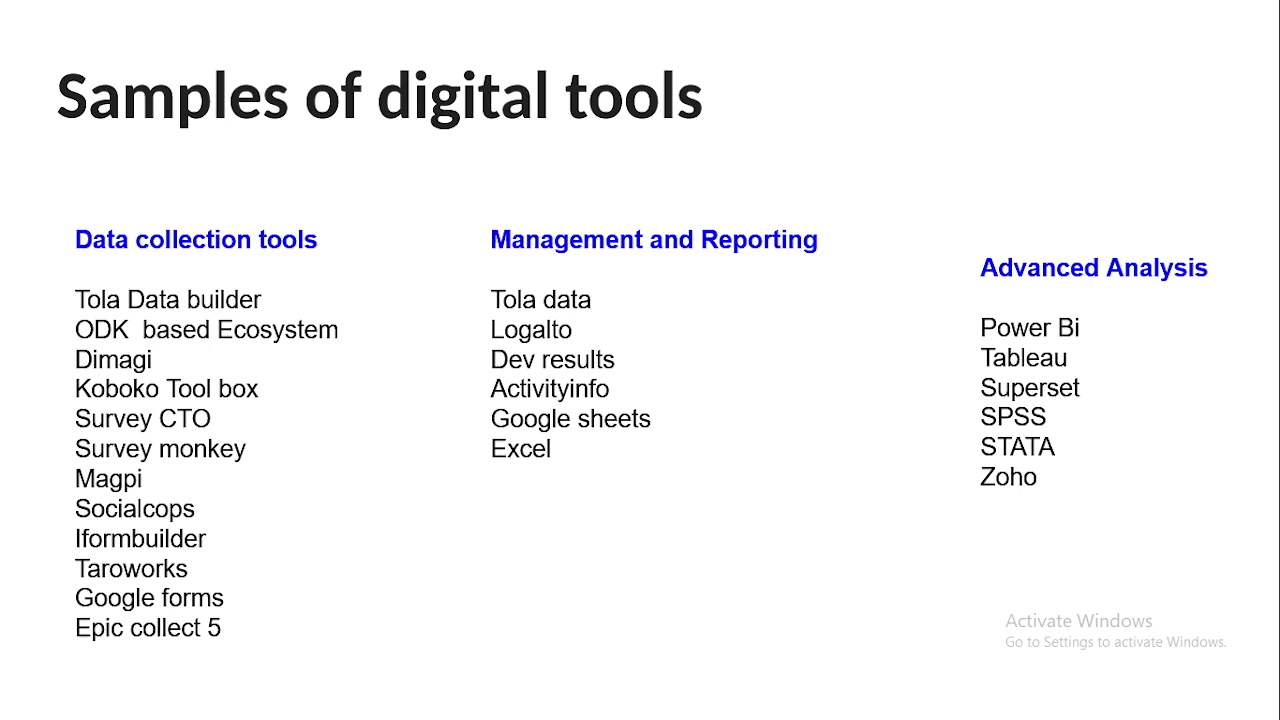 Samples of digital tools
Data collection tools
Tola Data builder
ODK  based Ecosystem
Dimagi
Koboko Tool box
Survey CTO
Survey monkey
Magpi
Socialcops
Iformbuilder
Taroworks
Google forms
Epic collect 5
Management and Reporting
Tola data
Logalto
Dev results
Activityinfo
Google sheets
Excel
Advanced Analysis
Power Bi
Tableau
Superset
SPSS
STATA
Zoho
Activate Windows
Go to Settings to activate Windows.